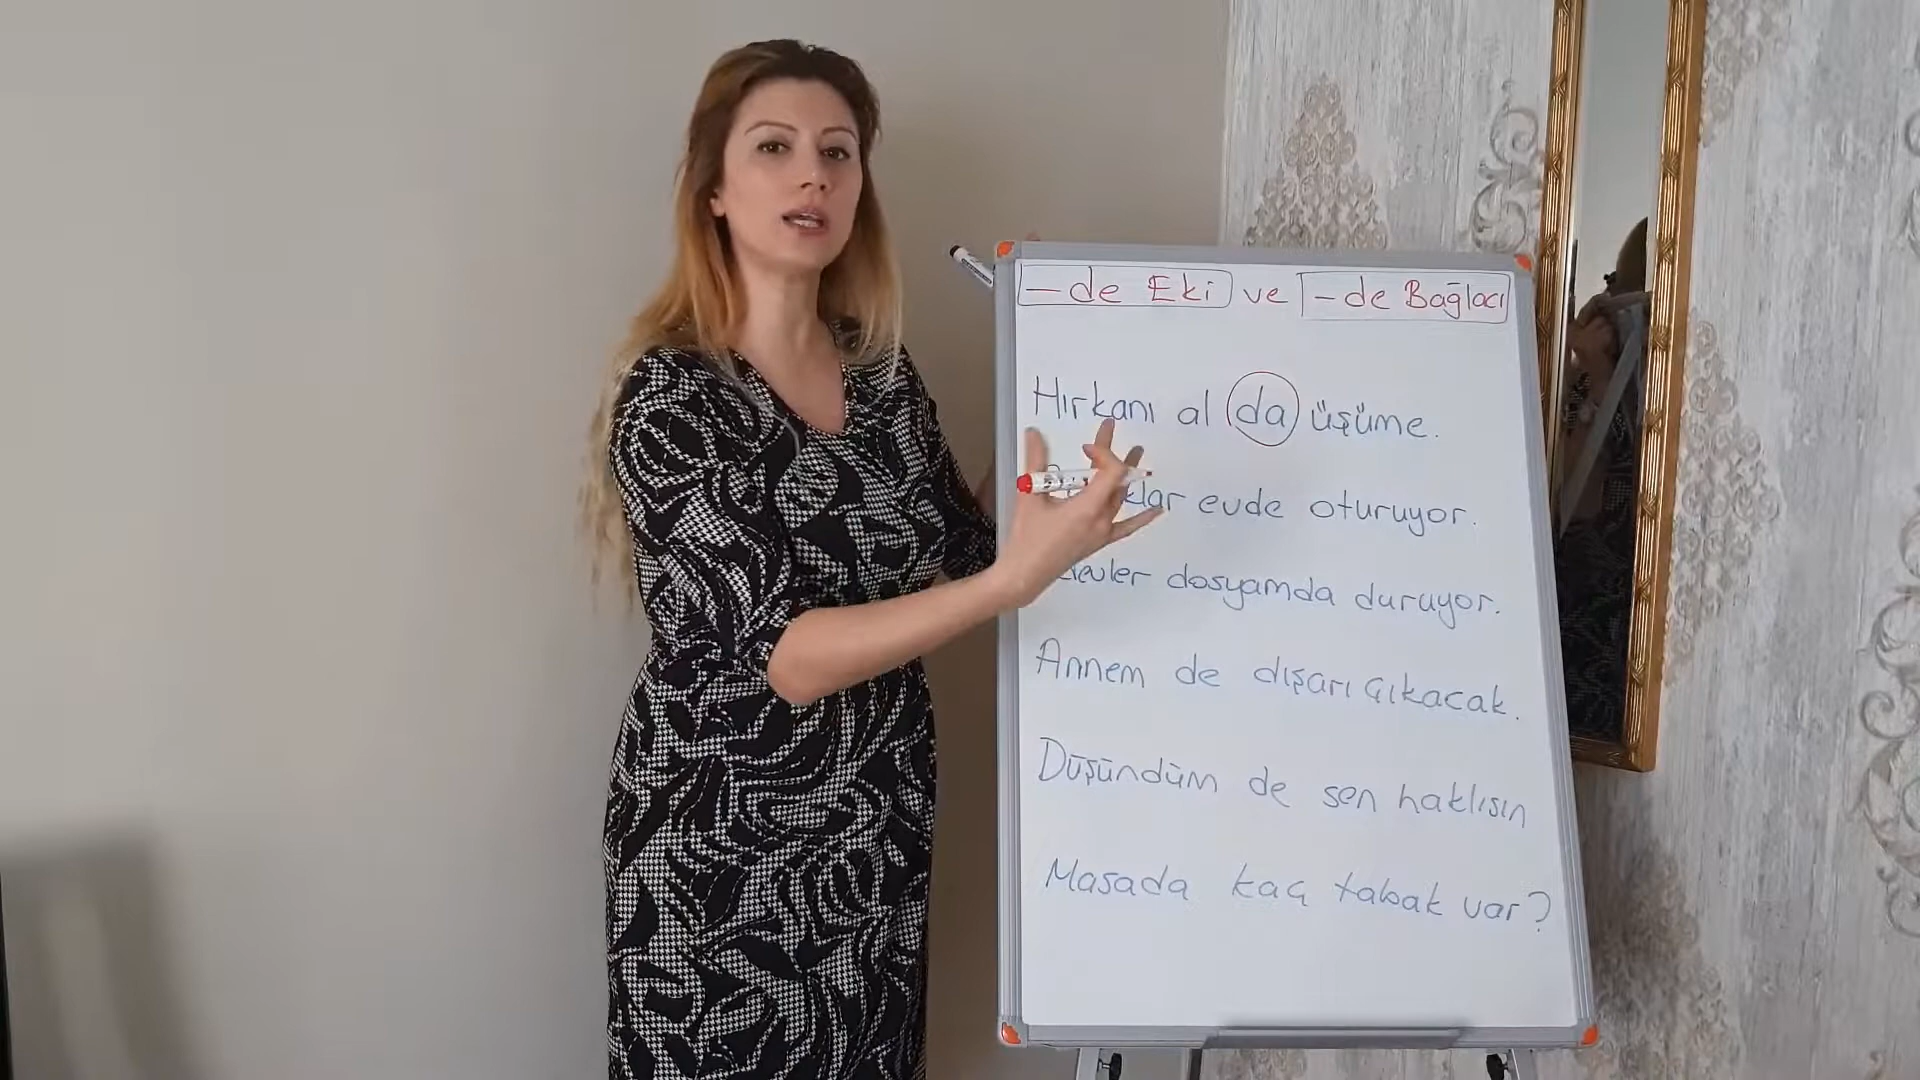 -de Eki ve -de Bağlacı
Hırkanı al da üşüme.
evde oturuyor.
dosyamda duruyor.
Annem de dışarı çıkacak.
Düşündüm de sen haklısın
Masada kaç tabak var?